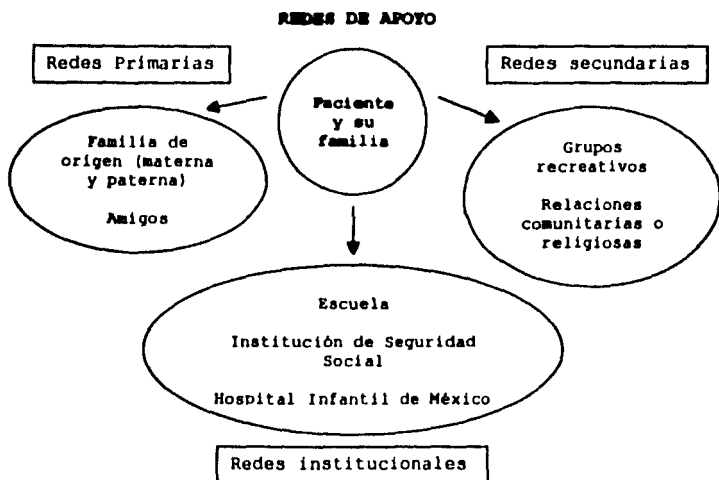 REDES DE APOYO
Redes Primarias
Redes secundarias
Paciente
y su
familia
Familia de
origen (materna
y paterna)
Amigos
Grupos
recreativos
Relaciones
comunitarias o
religiosas
Escuela
Institución de Seguridad
Social
Hospital Infantil de México
Redes institucionales